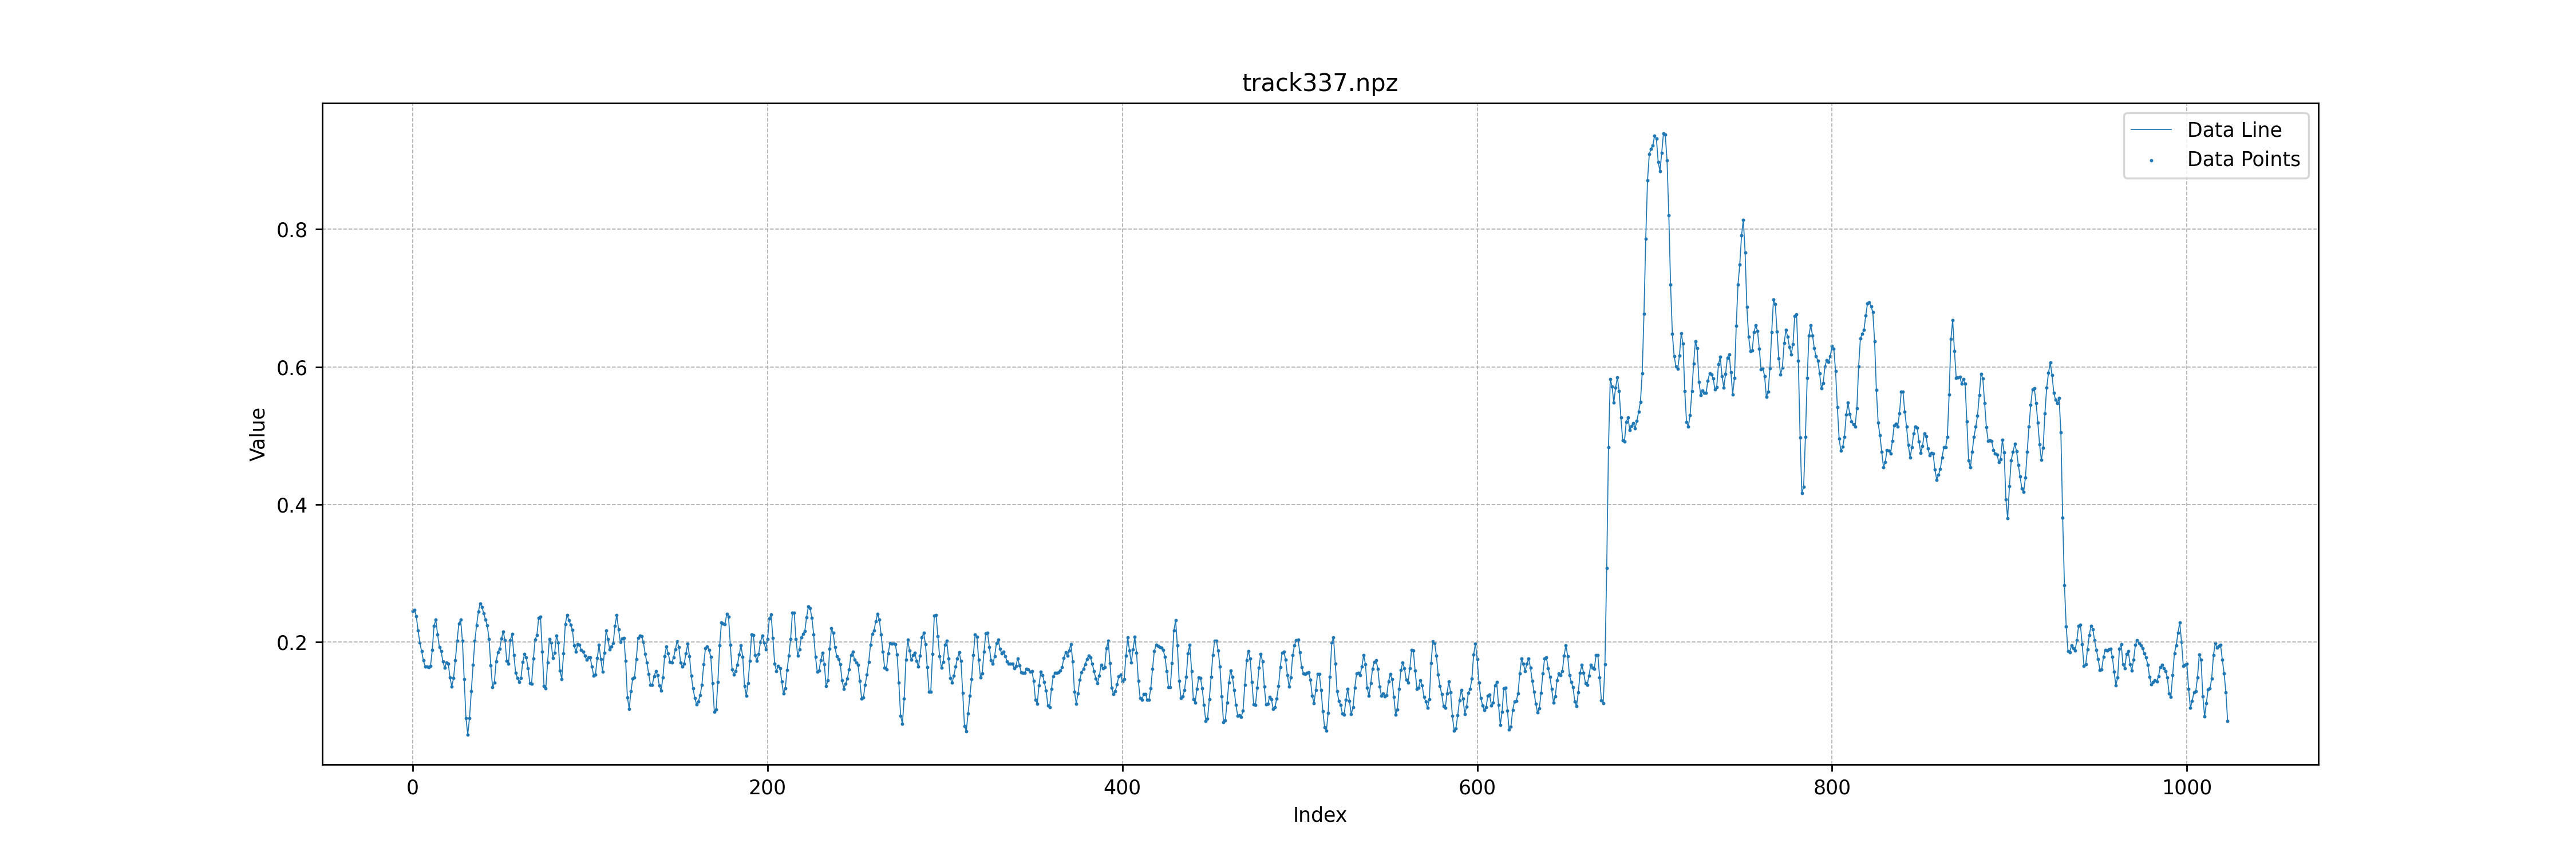 track337.npz
Data Line
Data Points
Value
0.8
0.6
0.4
0.2
0 200 400 600 800 1000
Index